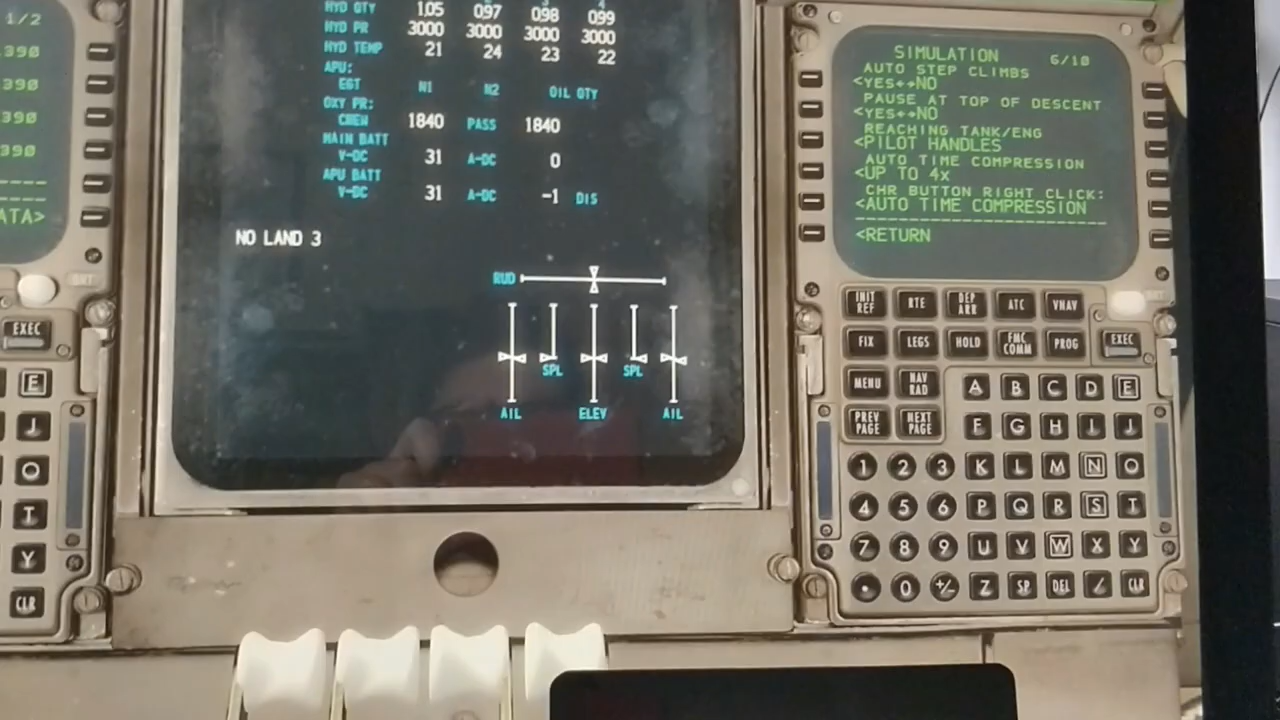 1/2
390
390
390
390
ATA>
EXEC
E
J
O
T
Y
CLR
HYD QTY 1.05 0.97 0.98 0.99
HYD PR 3000 3000 3000 3000
HYD TEMP 21 24 23 22
APU:
EGT N1 N2 OIL QTY
OXY PR:
CREW 1840 PASS 1840
MAIN BATT
V-DC 31 A-DC 0
APU BATT
V-DC 31 A-DC -1 DIS
NO LAND 3
RUD
SPL SPL
AIL ELEV AIL
SIMULATION 6/10
AUTO STEP CLIMBS
<YES↔NO
PAUSE AT TOP OF DESCENT
<YES↔NO
REACHING TANK/ENG
<PILOT HANDLES
AUTO TIME COMPRESSION
<UP TO 4x
CHR BUTTON RIGHT CLICK:
<AUTO TIME COMPRESSION
<RETURN
INIT REF RTE DEP ARR ATC VNAV
FIX LEGS HOLD FMC COMM PROG EXEC
MENU NAV RAD A B C D E
PREV PAGE NEXT PAGE F G H I J
1 2 3 K L M N O
4 5 6 P Q R S T
7 8 9 U V W X Y
. 0 +/- Z SP DEL / CLR